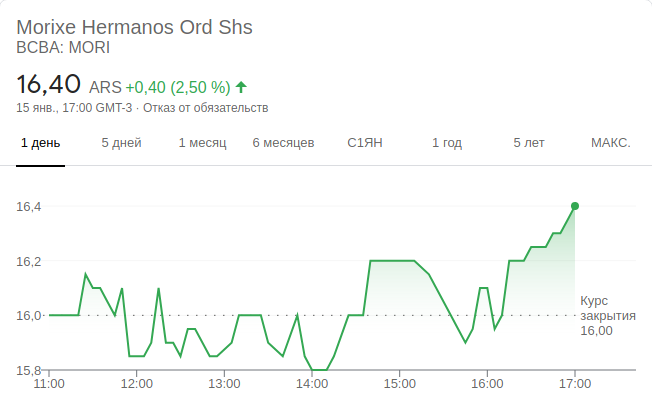 Morixe Hermanos Ord Shs
BCBA: MORI
16,40 ARS +0,40 (2,50 %)
15 янв., 17:00 GMT-3 · Отказ от обязательств
1 день 5 дней 1 месяц 6 месяцев С1ЯН 1 год 5 лет МАКС.
16,4
16,2
16,0
15,8
Курс
закрытия
16,00
11:00 12:00 13:00 14:00 15:00 16:00 17:00